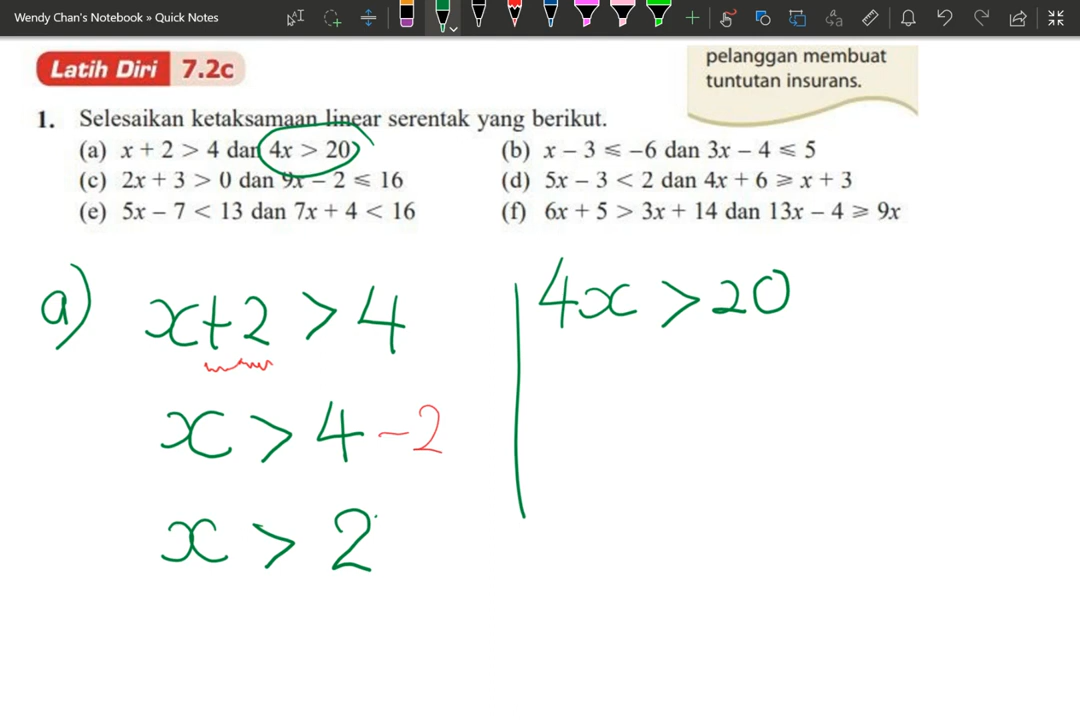 Wendy Chan's Notebook » Quick Notes
Latih Diri 7.2c
pelanggan membuat
tuntutan insurans.
1. Selesaikan ketaksamaan linear serentak yang berikut.
(a) x + 2 > 4 dan 4x > 20
(b) x − 3 ⩽ −6 dan 3x − 4 ⩽ 5
(c) 2x + 3 > 0 dan 9x − 2 ⩽ 16
(d) 5x − 3 < 2 dan 4x + 6 ⩾ x + 3
(e) 5x − 7 < 13 dan 7x + 4 < 16
(f) 6x + 5 > 3x + 14 dan 13x − 4 ⩾ 9x
a) x+2 > 4
x > 4 − 2
x > 2
4x > 20